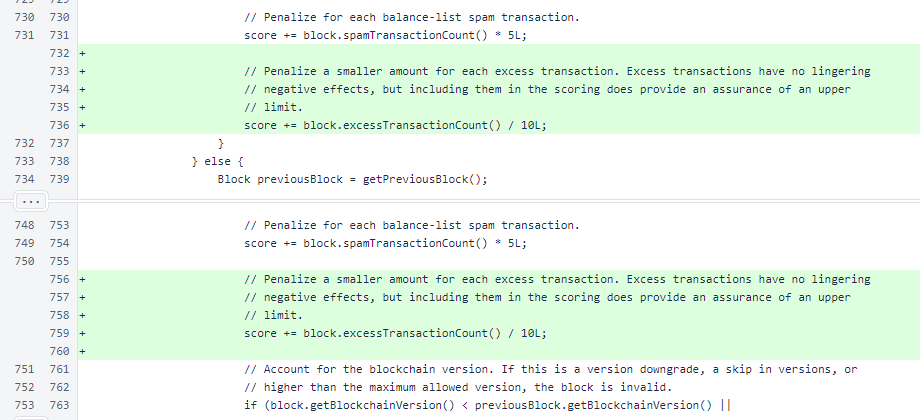 730 730 // Penalize for each balance-list spam transaction.
731 731 score += block.spamTransactionCount() * 5L;
732 +
733 + // Penalize a smaller amount for each excess transaction. Excess transactions have no lingering
734 + // negative effects, but including them in the scoring does provide an assurance of an upper
735 + // limit.
736 + score += block.excessTransactionCount() / 10L;
732 737 }
733 738 } else {
734 739 Block previousBlock = getPreviousBlock();
...
748 753 // Penalize for each balance-list spam transaction.
749 754 score += block.spamTransactionCount() * 5L;
750 755
756 + // Penalize a smaller amount for each excess transaction. Excess transactions have no lingering
757 + // negative effects, but including them in the scoring does provide an assurance of an upper
758 + // limit.
759 + score += block.excessTransactionCount() / 10L;
760 +
751 761 // Account for the blockchain version. If this is a version downgrade, a skip in versions, or
752 762 // higher than the maximum allowed version, the block is invalid.
753 763 if (block.getBlockchainVersion() < previousBlock.getBlockchainVersion() ||